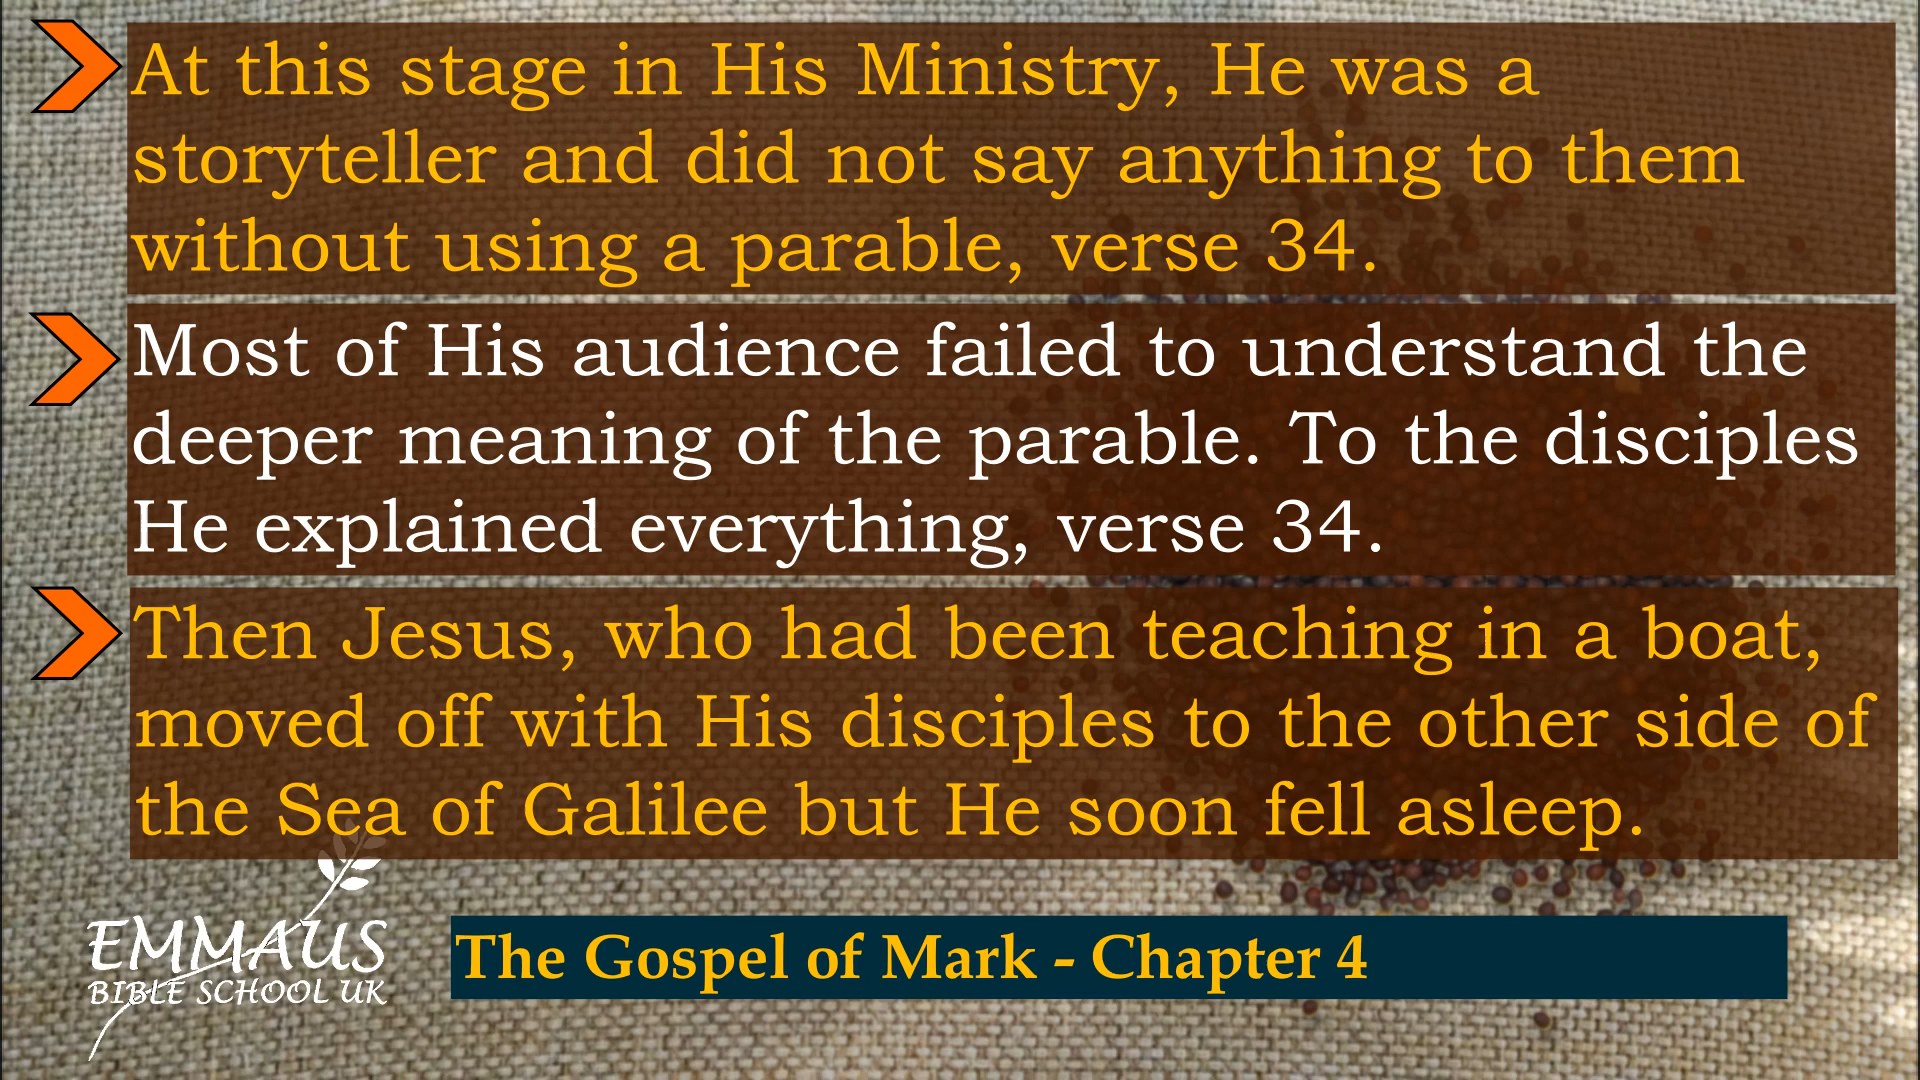 At this stage in His Ministry, He was a
storyteller and did not say anything to them
without using a parable, verse 34.
Most of His audience failed to understand the
deeper meaning of the parable. To the disciples
He explained everything, verse 34.
Then Jesus, who had been teaching in a boat,
moved off with His disciples to the other side of
the Sea of Galilee but He soon fell asleep.
EMMAUS
BIBLE SCHOOL UK
The Gospel of Mark - Chapter 4